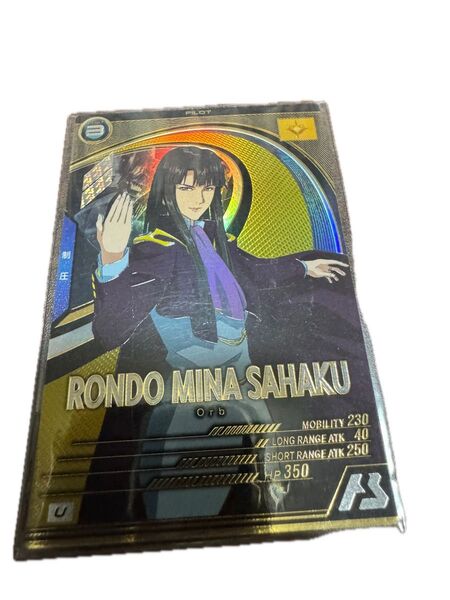 PILOT
3
制圧
RONDO MINA SAHAKU
Orb
MOBILITY 230
LONG RANGE ATK 40
SHORT RANGE ATK 250
HP 350
U
AB